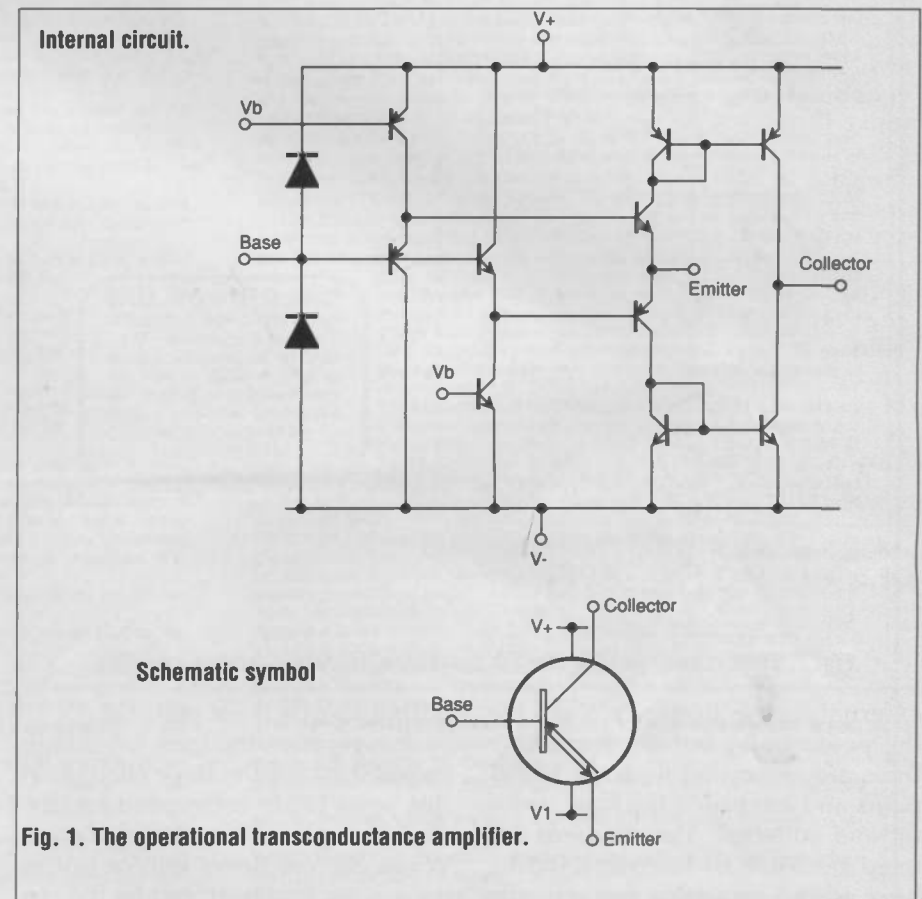 Internal circuit.
V+
Vb
Base
Collector
Emitter
Vb
V-
Collector
V+
Schematic symbol
Base
V1
Emitter
Fig. 1. The operational transconductance amplifier.